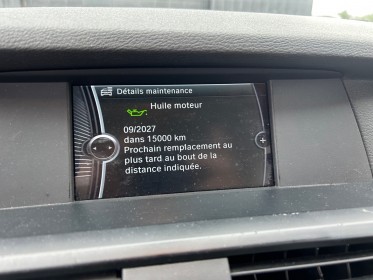 Détails maintenance
Huile moteur
09/2027
dans 15000 km
Prochain remplacement au
plus tard au bout de la
distance indiquée.
+